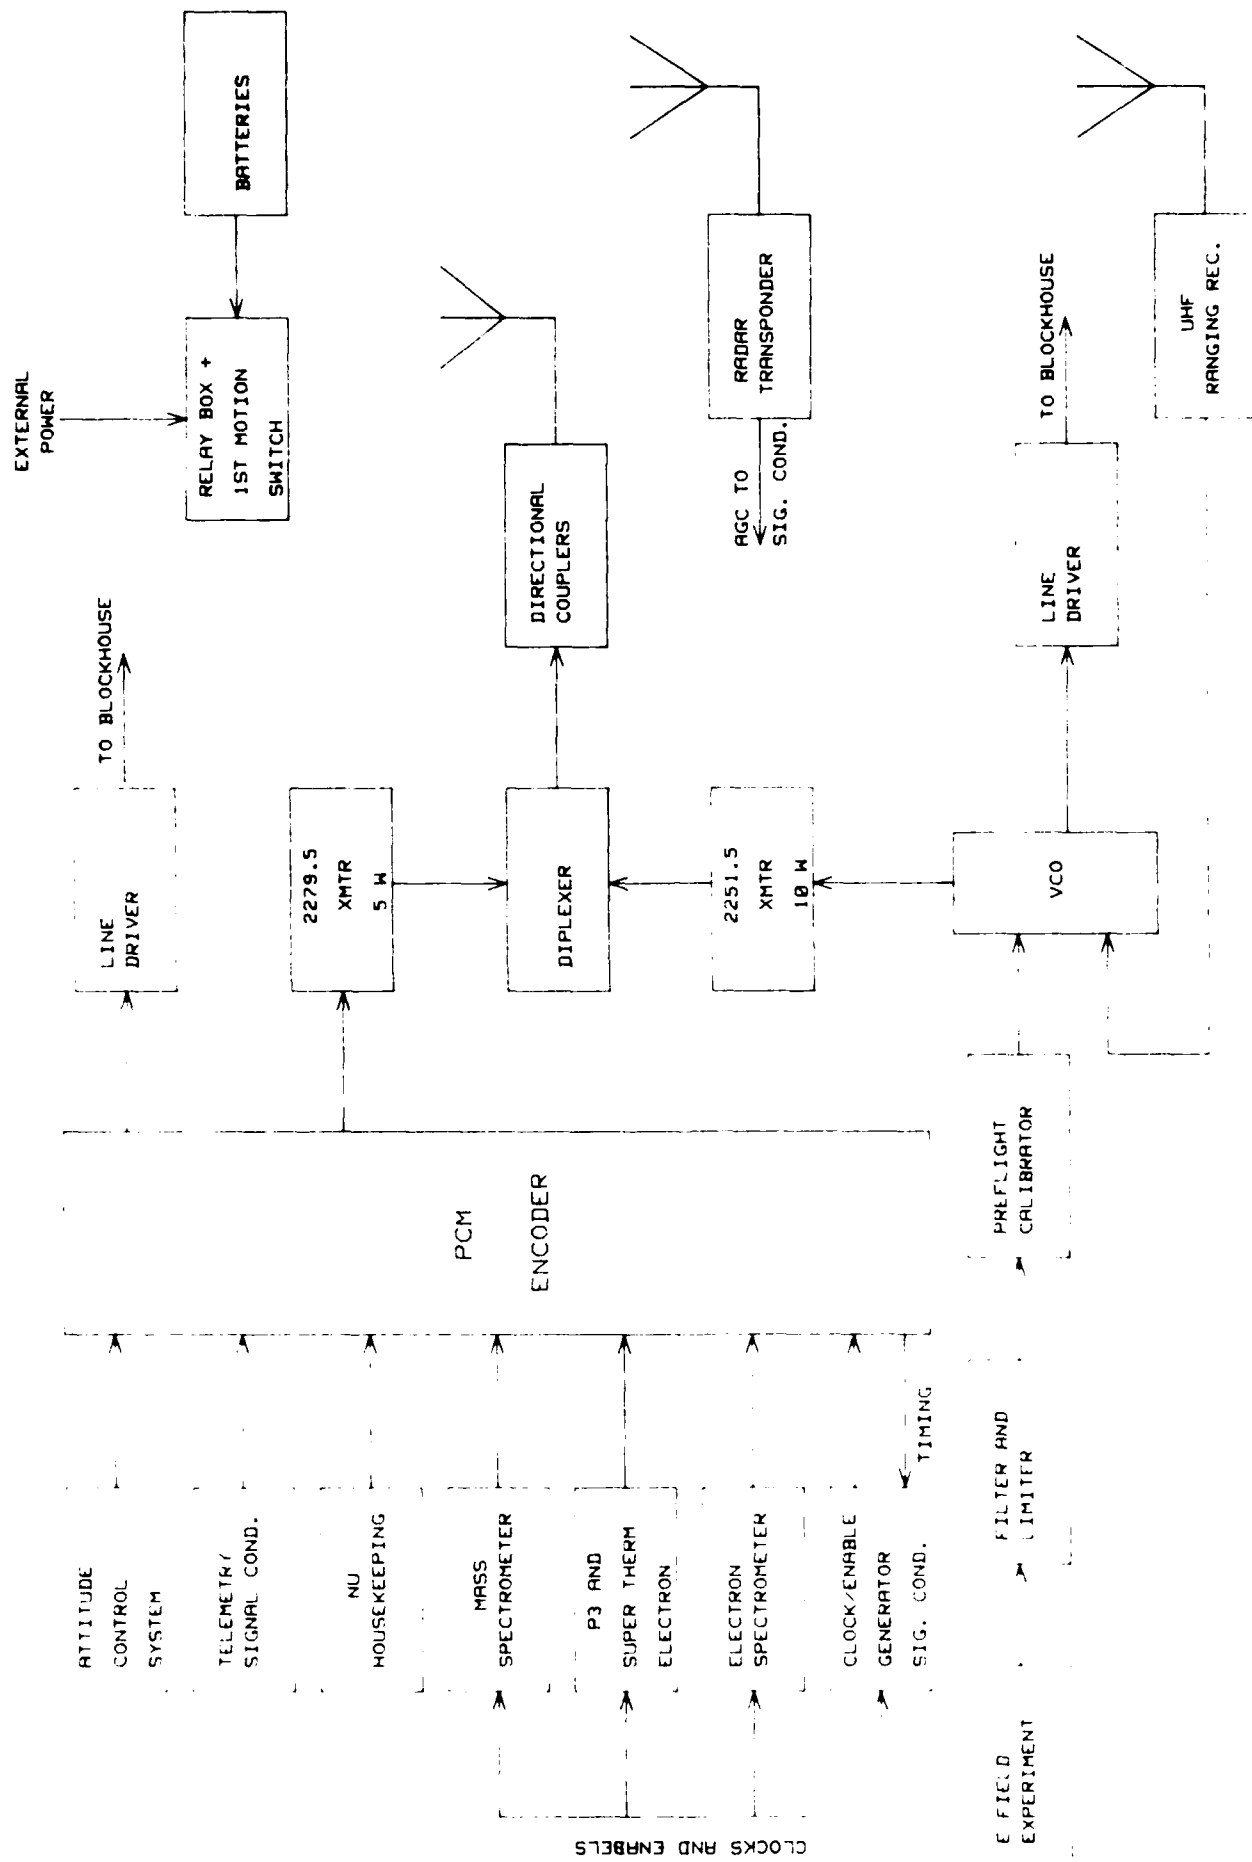 ATTITUDE
CONTROL
SYSTEM
TELEMETRY
SIGNAL COND.
NU
HOUSEKEEPING
MASS
SPECTROMETER
P3 AND
SUPER THERM
ELECTRON
ELECTRON
SPECTROMETER
CLOCK/ENABLE
GENERATOR
SIG. COND.
CLOCKS AND ENABELS
TIMING
E FIELD
EXPERIMENT
FILTER AND
LIMITER
PREFLIGHT
CALIBRATOR
PCM
ENCODER
LINE
DRIVER
TO BLOCKHOUSE
2279.5
XMTR
5 W
DIPLEXER
2251.5
XMTR
10 W
VCO
DIRECTIONAL
COUPLERS
LINE
DRIVER
TO BLOCKHOUSE
EXTERNAL
POWER
RELAY BOX +
1ST MOTION
SWITCH
BATTERIES
AGC TO
SIG. COND.
RADAR
TRANSPONDER
UHF
RANGING REC.